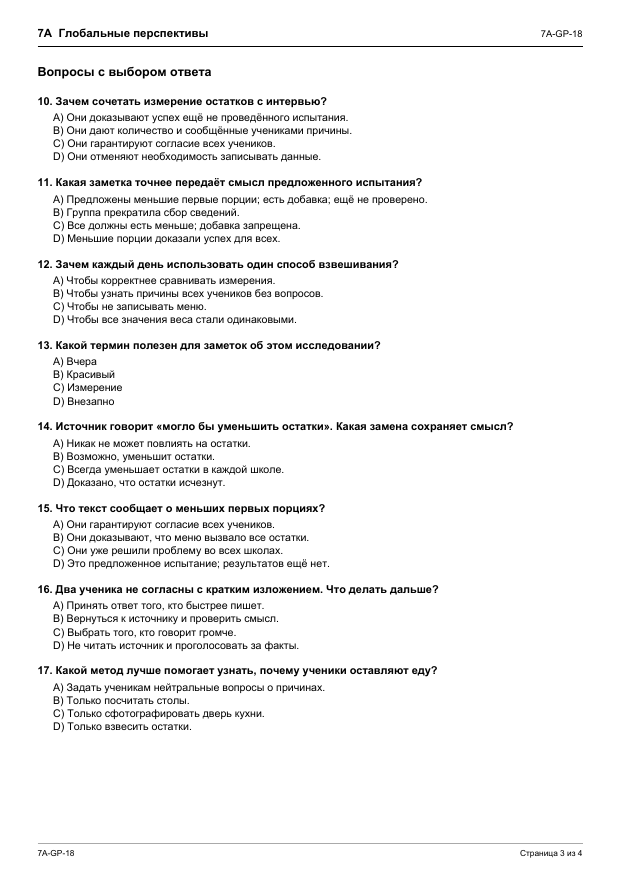 7А Глобальные перспективы
7A-GP-18
Вопросы с выбором ответа
10. Зачем сочетать измерение остатков с интервью?
A) Они доказывают успех ещё не проведённого испытания.
B) Они дают количество и сообщённые учениками причины.
C) Они гарантируют согласие всех учеников.
D) Они отменяют необходимость записывать данные.
11. Какая заметка точнее передаёт смысл предложенного испытания?
A) Предложены меньшие первые порции; есть добавка; ещё не проверено.
B) Группа прекратила сбор сведений.
C) Все должны есть меньше; добавка запрещена.
D) Меньшие порции доказали успех для всех.
12. Зачем каждый день использовать один способ взвешивания?
A) Чтобы корректнее сравнивать измерения.
B) Чтобы узнать причины всех учеников без вопросов.
C) Чтобы не записывать меню.
D) Чтобы все значения веса стали одинаковыми.
13. Какой термин полезен для заметок об этом исследовании?
A) Вчера
B) Красивый
C) Измерение
D) Внезапно
14. Источник говорит «могло бы уменьшить остатки». Какая замена сохраняет смысл?
A) Никак не может повлиять на остатки.
B) Возможно, уменьшит остатки.
C) Всегда уменьшает остатки в каждой школе.
D) Доказано, что остатки исчезнут.
15. Что текст сообщает о меньших первых порциях?
A) Они гарантируют согласие всех учеников.
B) Они доказывают, что меню вызвало все остатки.
C) Они уже решили проблему во всех школах.
D) Это предложенное испытание; результатов ещё нет.
16. Два ученика не согласны с кратким изложением. Что делать дальше?
A) Принять ответ того, кто быстрее пишет.
B) Вернуться к источнику и проверить смысл.
C) Выбрать того, кто говорит громче.
D) Не читать источник и проголосовать за факты.
17. Какой метод лучше помогает узнать, почему ученики оставляют еду?
A) Задать ученикам нейтральные вопросы о причинах.
B) Только посчитать столы.
C) Только сфотографировать дверь кухни.
D) Только взвесить остатки.
7A-GP-18
Страница 3 из 4